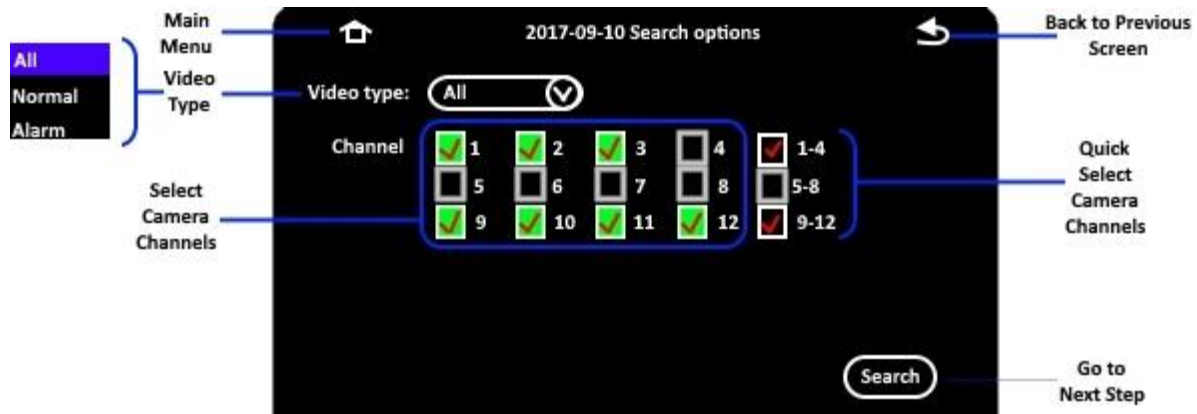 Main
Menu
2017-09-10 Search options
Back to Previous
Screen
All
Normal
Alarm
Video
Type
Video type: All
Channel 1 2 3 4 1-4
5 6 7 8 5-8
9 10 11 12 9-12
Select
Camera
Channels
Quick
Select
Camera
Channels
Search
Go to
Next Step